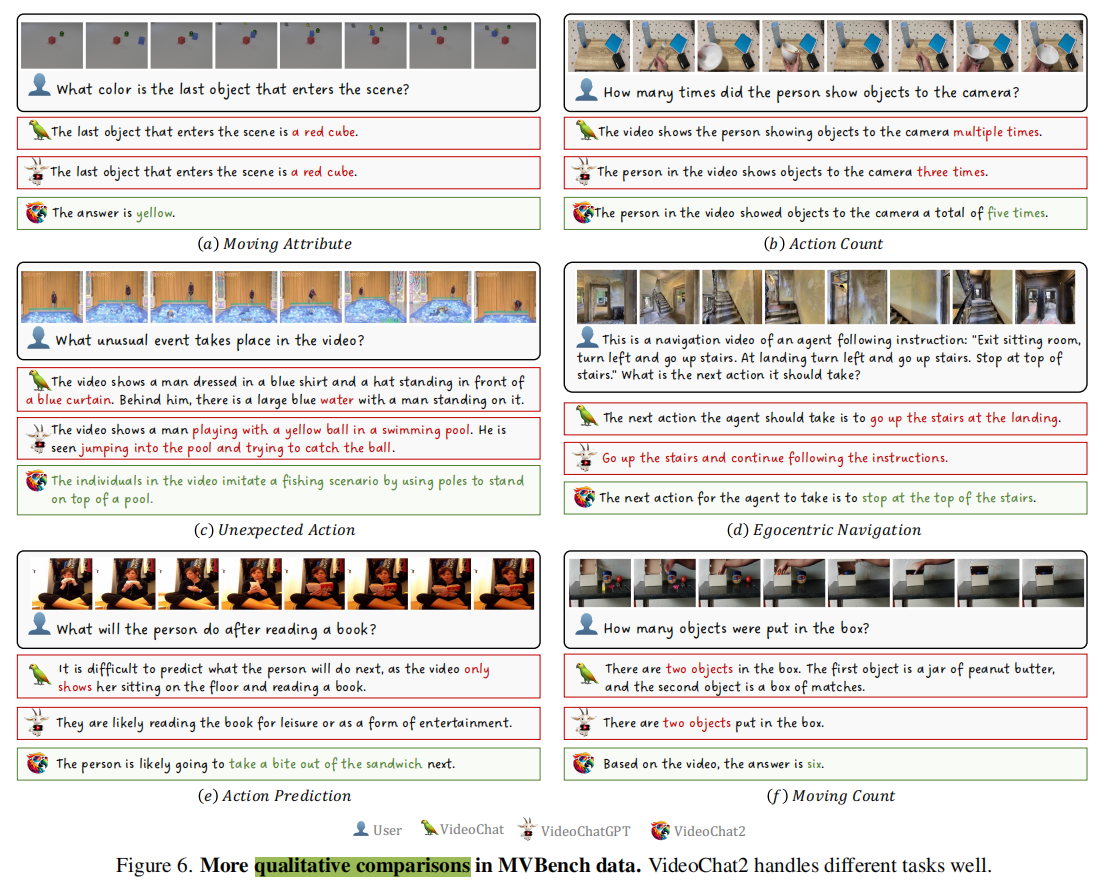 What color is the last object that enters the scene?
The last object that enters the scene is a red cube.
The last object that enters the scene is a red cube.
The answer is yellow.
(a) Moving Attribute
How many times did the person show objects to the camera?
The video shows the person showing objects to the camera multiple times.
The person in the video shows objects to the camera three times.
The person in the video showed objects to the camera a total of five times.
(b) Action Count
What unusual event takes place in the video?
The video shows a man dressed in a blue shirt and a hat standing in front of
a blue curtain. Behind him, there is a large blue water with a man standing on it.
The video shows a man playing with a yellow ball in a swimming pool. He is
seen jumping into the pool and trying to catch the ball.
The individuals in the video imitate a fishing scenario by using poles to stand
on top of a pool.
(c) Unexpected Action
This is a navigation video of an agent following instruction: "Exit sitting room,
turn left and go up stairs. At landing turn left and go up stairs. Stop at top of
stairs." What is the next action it should take?
The next action the agent should take is to go up the stairs at the landing.
Go up the stairs and continue following the instructions.
The next action for the agent to take is to stop at the top of the stairs.
(d) Egocentric Navigation
What will the person do after reading a book?
It is difficult to predict what the person will do next, as the video only
shows her sitting on the floor and reading a book.
They are likely reading the book for leisure or as a form of entertainment.
The person is likely going to take a bite out of the sandwich next.
(e) Action Prediction
How many objects were put in the box?
There are two objects in the box. The first object is a jar of peanut butter,
and the second object is a box of matches.
There are two objects put in the box.
Based on the video, the answer is six.
(f) Moving Count
User VideoChat VideoChatGPT VideoChat2
Figure 6. More qualitative comparisons in MVBench data. VideoChat2 handles different tasks well.